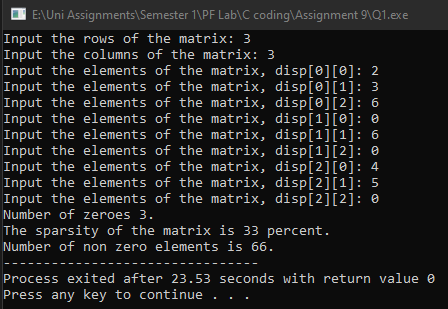 E:\Uni Assignments\Semester 1\PF Lab\C coding\Assignment 9\Q1.exe
Input the rows of the matrix: 3
Input the columns of the matrix: 3
Input the elements of the matrix, disp[0][0]: 2
Input the elements of the matrix, disp[0][1]: 3
Input the elements of the matrix, disp[0][2]: 6
Input the elements of the matrix, disp[1][0]: 0
Input the elements of the matrix, disp[1][1]: 6
Input the elements of the matrix, disp[1][2]: 0
Input the elements of the matrix, disp[2][0]: 4
Input the elements of the matrix, disp[2][1]: 5
Input the elements of the matrix, disp[2][2]: 0
Number of zeroes 3.
The sparsity of the matrix is 33 percent.
Number of non zero elements is 66.
--------------------------------
Process exited after 23.53 seconds with return value 0
Press any key to continue . . .